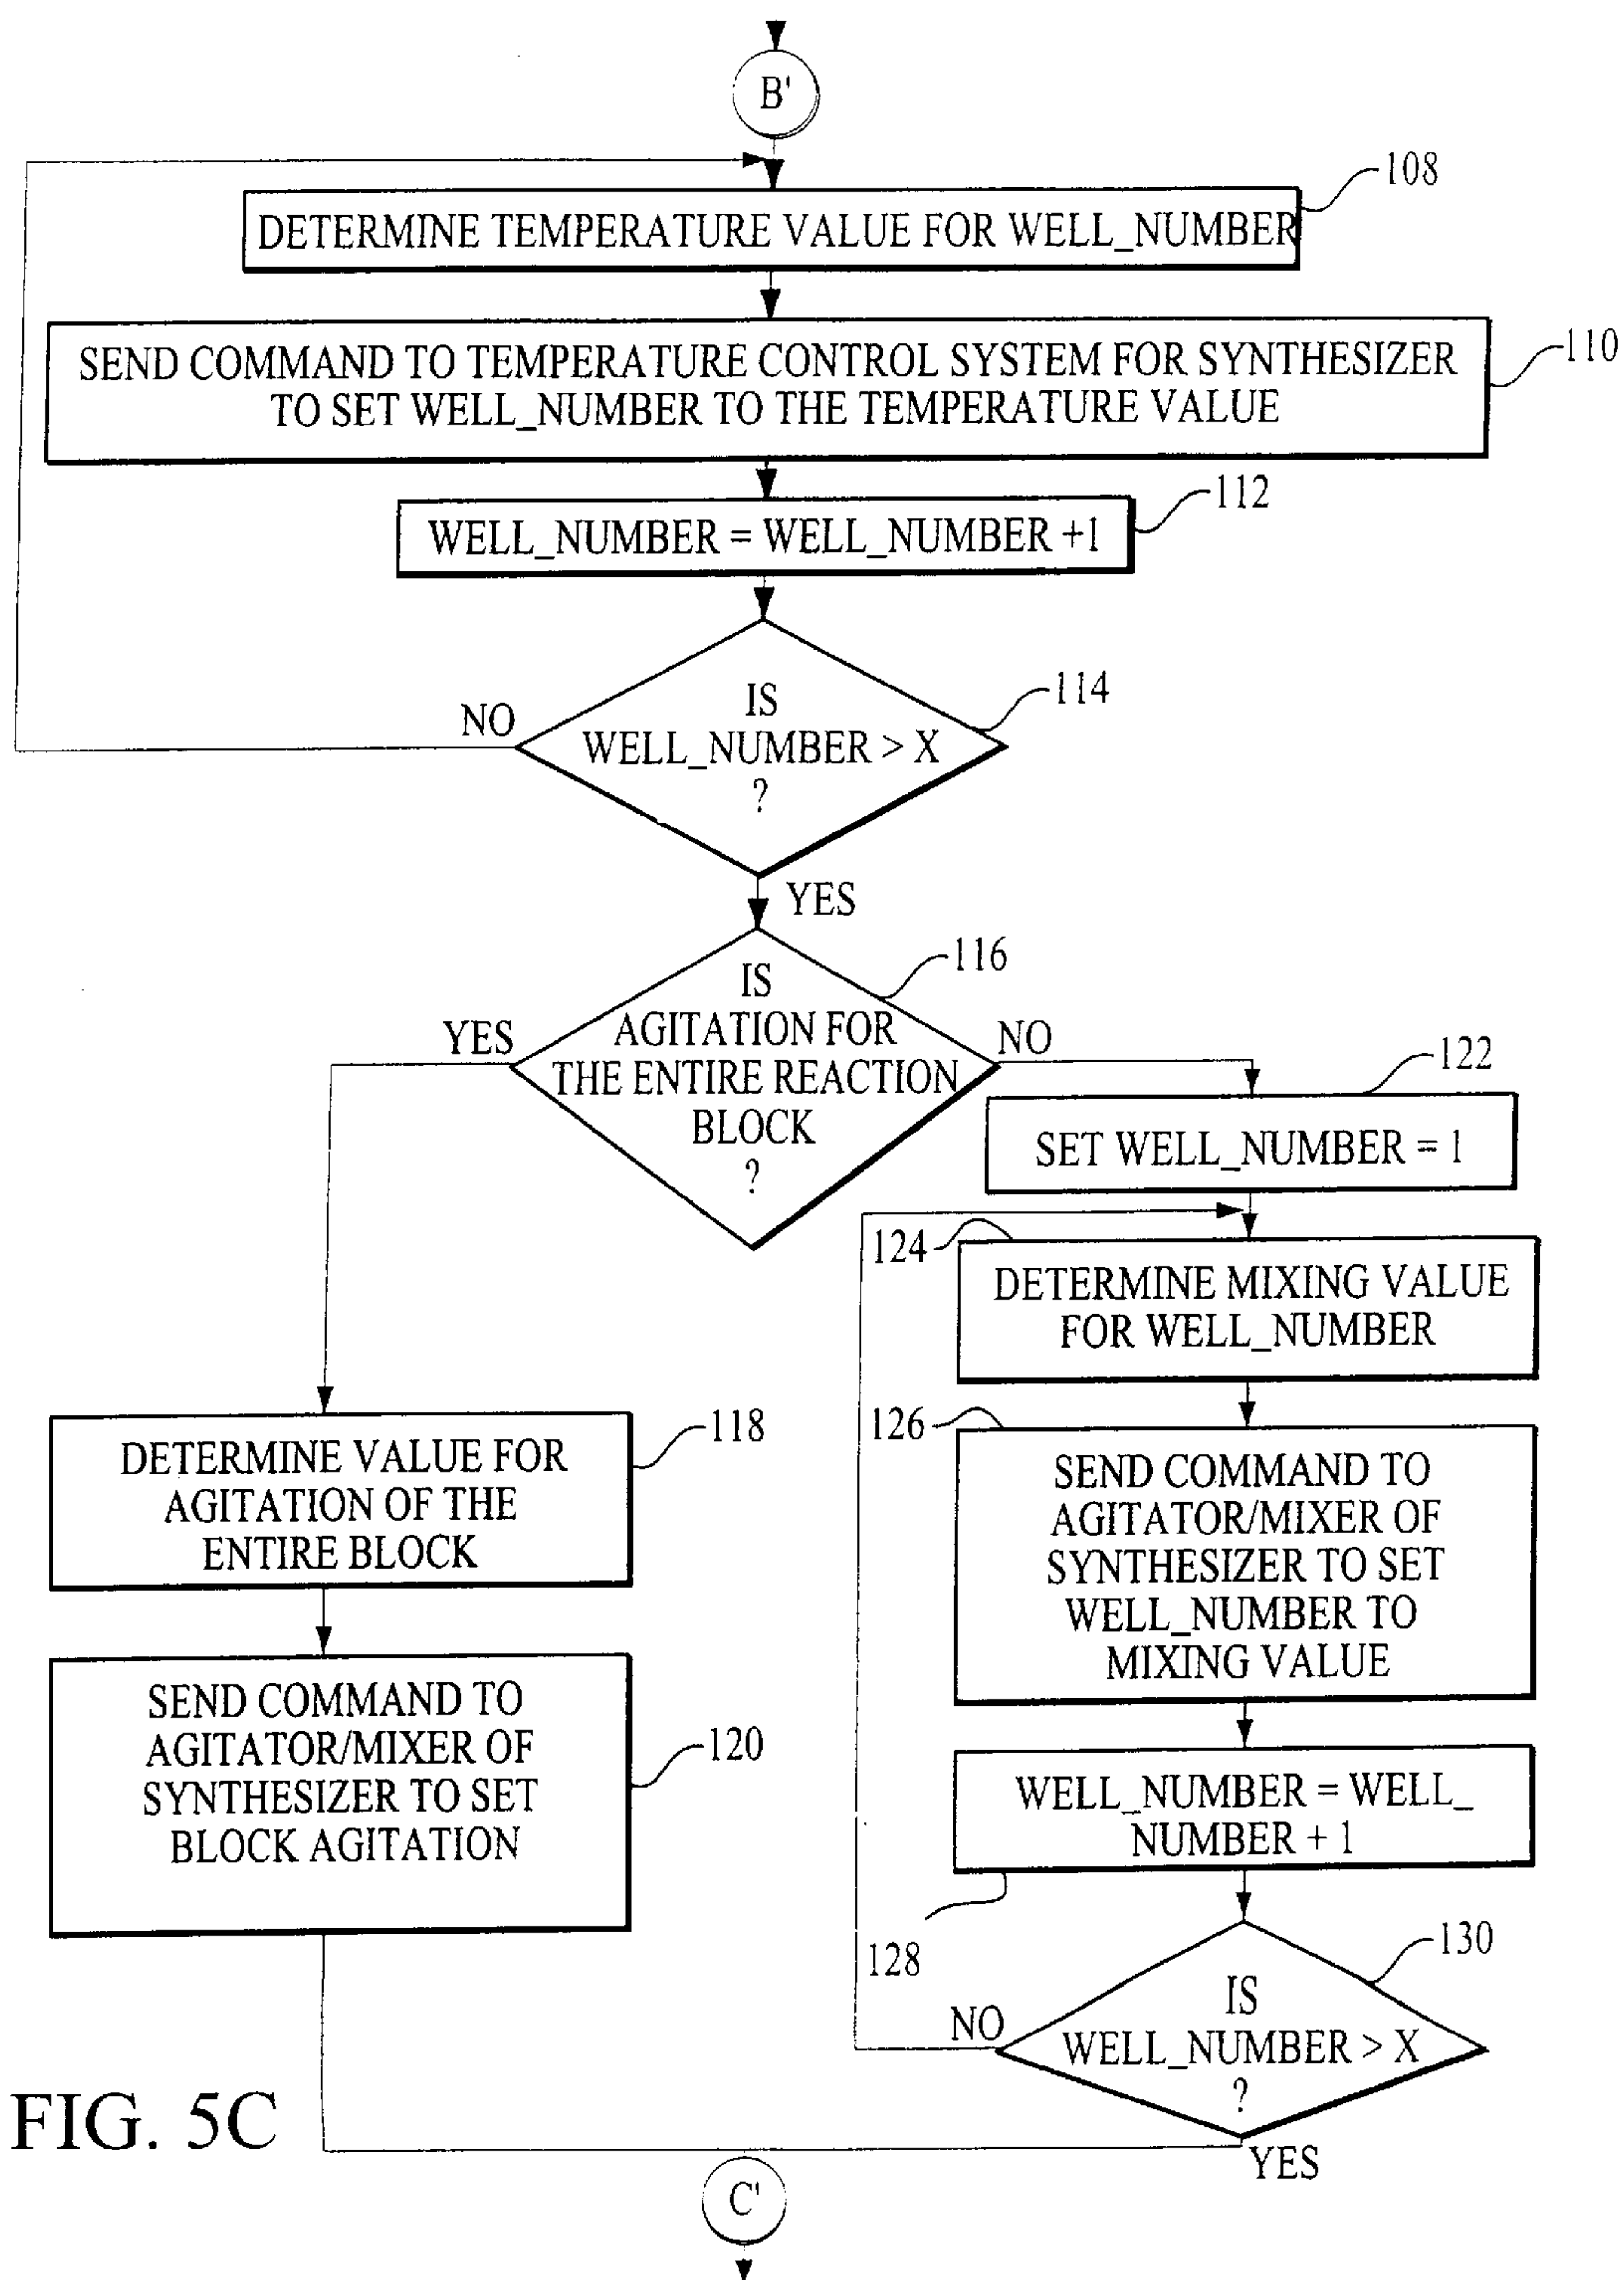 B'
108
DETERMINE TEMPERATURE VALUE FOR WELL_NUMBER
110
SEND COMMAND TO TEMPERATURE CONTROL SYSTEM FOR SYNTHESIZER
TO SET WELL_NUMBER TO THE TEMPERATURE VALUE
112
WELL_NUMBER = WELL_NUMBER +1
114
NO
IS
WELL_NUMBER > X
?
YES
116
IS
AGITATION FOR
THE ENTIRE REACTION
BLOCK
?
YES
NO
122
SET WELL_NUMBER = 1
124
DETERMINE MIXING VALUE
FOR WELL_NUMBER
118
DETERMINE VALUE FOR
AGITATION OF THE
ENTIRE BLOCK
126
SEND COMMAND TO
AGITATOR/MIXER OF
SYNTHESIZER TO SET
WELL_NUMBER TO
MIXING VALUE
120
SEND COMMAND TO
AGITATOR/MIXER OF
SYNTHESIZER TO SET
BLOCK AGITATION
WELL_NUMBER = WELL_
NUMBER + 1
128
130
NO
IS
WELL_NUMBER > X
?
YES
FIG. 5C
C'